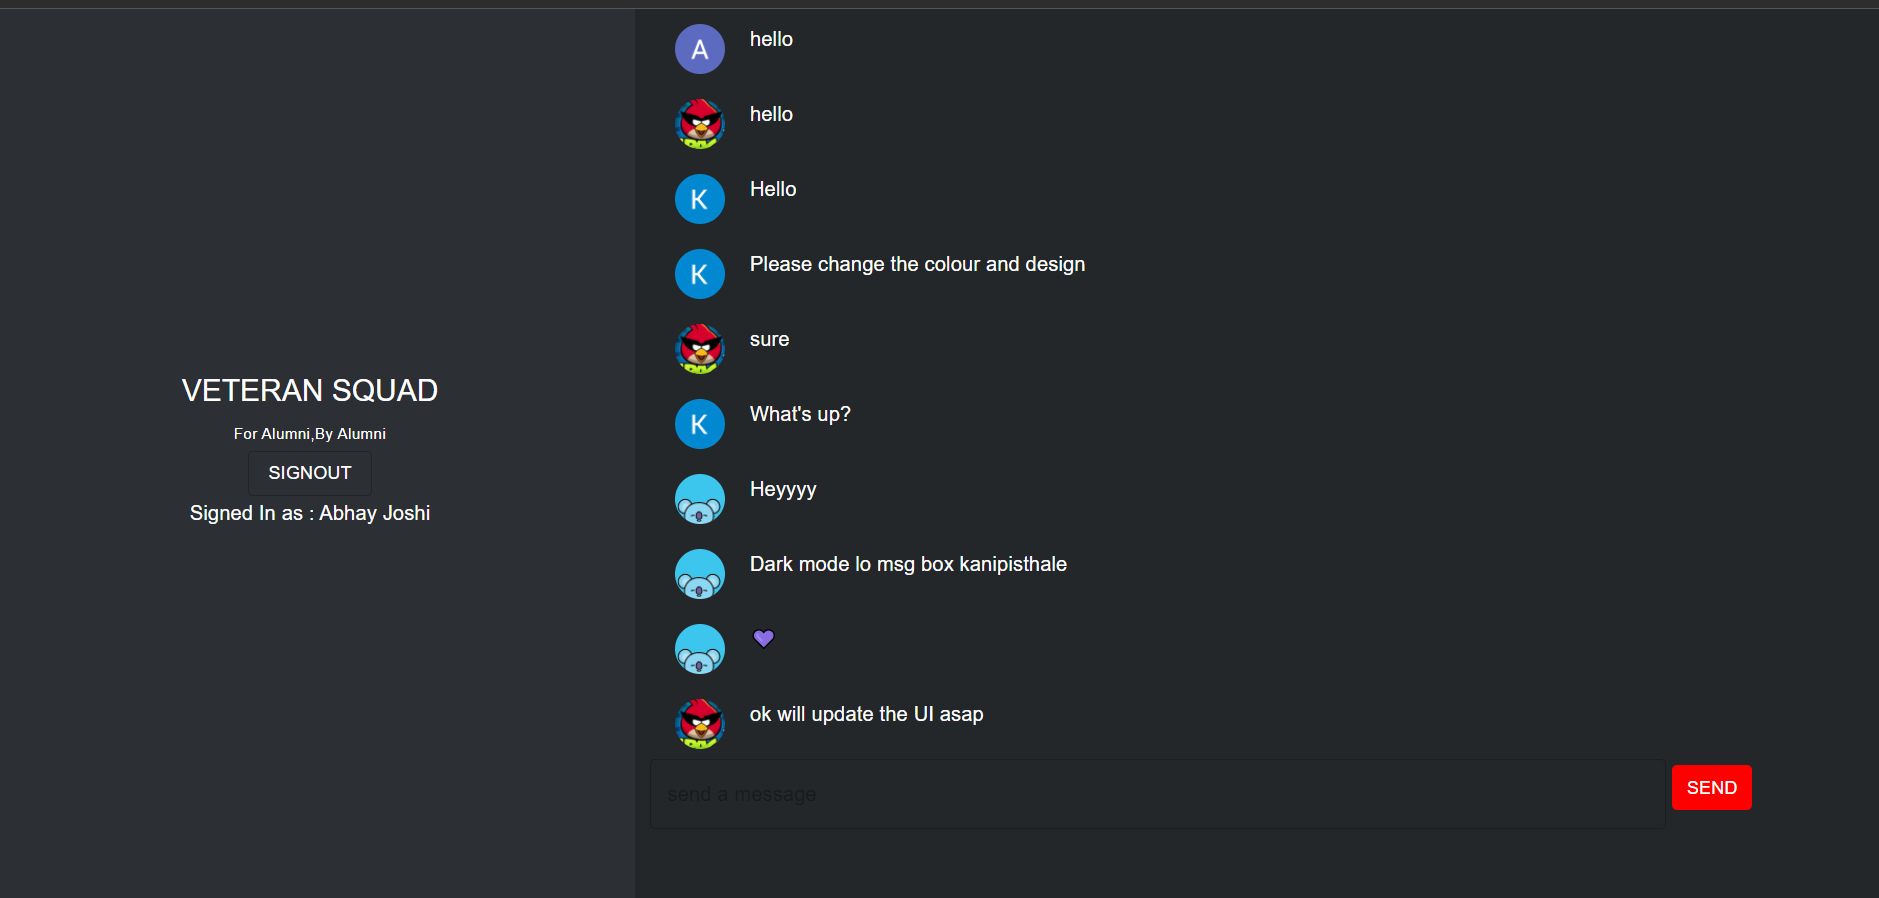 VETERAN SQUAD
For Alumni,By Alumni
SIGNOUT
Signed In as : Abhay Joshi
A
hello
hello
K
Hello
K
Please change the colour and design
sure
K
What's up?
Heyyyy
Dark mode lo msg box kanipisthale
💜
ok will update the UI asap
send a message
SEND